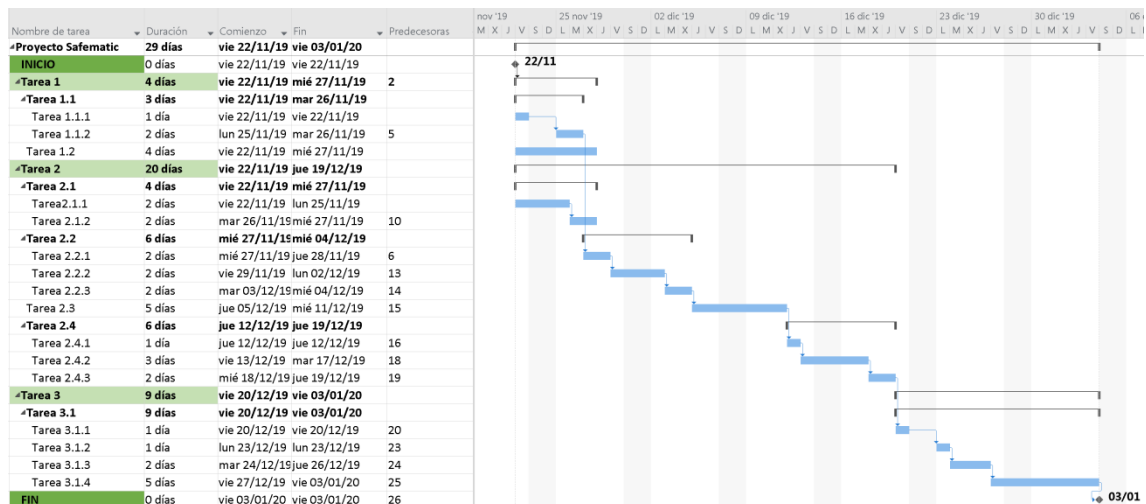 nov '19 25 nov '19 02 dic '19 09 dic '19 16 dic '19 23 dic '19 30 dic '19 06
Nombre de tarea Duración Comienzo Fin Predecesoras M X J V S D L M X J V S D L M X J V S D L M X J V S D L M X J V S D L M X J V S D L M X J V S D L
Proyecto Safematic 29 días vie 22/11/19 vie 03/01/20
INICIO 0 días vie 22/11/19 vie 22/11/19 22/11
Tarea 1 4 días vie 22/11/19 mié 27/11/19 2
Tarea 1.1 3 días vie 22/11/19 mar 26/11/19
Tarea 1.1.1 1 día vie 22/11/19 vie 22/11/19
Tarea 1.1.2 2 días lun 25/11/19 mar 26/11/19 5
Tarea 1.2 4 días vie 22/11/19 mié 27/11/19
Tarea 2 20 días vie 22/11/19 jue 19/12/19
Tarea 2.1 4 días vie 22/11/19 mié 27/11/19
Tarea2.1.1 2 días vie 22/11/19 lun 25/11/19
Tarea 2.1.2 2 días mar 26/11/19 mié 27/11/19 10
Tarea 2.2 6 días mié 27/11/19 mié 04/12/19
Tarea 2.2.1 2 días mié 27/11/19 jue 28/11/19 6
Tarea 2.2.2 2 días vie 29/11/19 lun 02/12/19 13
Tarea 2.2.3 2 días mar 03/12/19 mié 04/12/19 14
Tarea 2.3 5 días jue 05/12/19 mié 11/12/19 15
Tarea 2.4 6 días jue 12/12/19 jue 19/12/19
Tarea 2.4.1 1 día jue 12/12/19 jue 12/12/19 16
Tarea 2.4.2 3 días vie 13/12/19 mar 17/12/19 18
Tarea 2.4.3 2 días mié 18/12/19 jue 19/12/19 19
Tarea 3 9 días vie 20/12/19 vie 03/01/20
Tarea 3.1 9 días vie 20/12/19 vie 03/01/20
Tarea 3.1.1 1 día vie 20/12/19 vie 20/12/19 20
Tarea 3.1.2 1 día lun 23/12/19 lun 23/12/19 23
Tarea 3.1.3 2 días mar 24/12/19 jue 26/12/19 24
Tarea 3.1.4 5 días vie 27/12/19 vie 03/01/20 25
FIN 0 días vie 03/01/20 vie 03/01/20 26 03/01